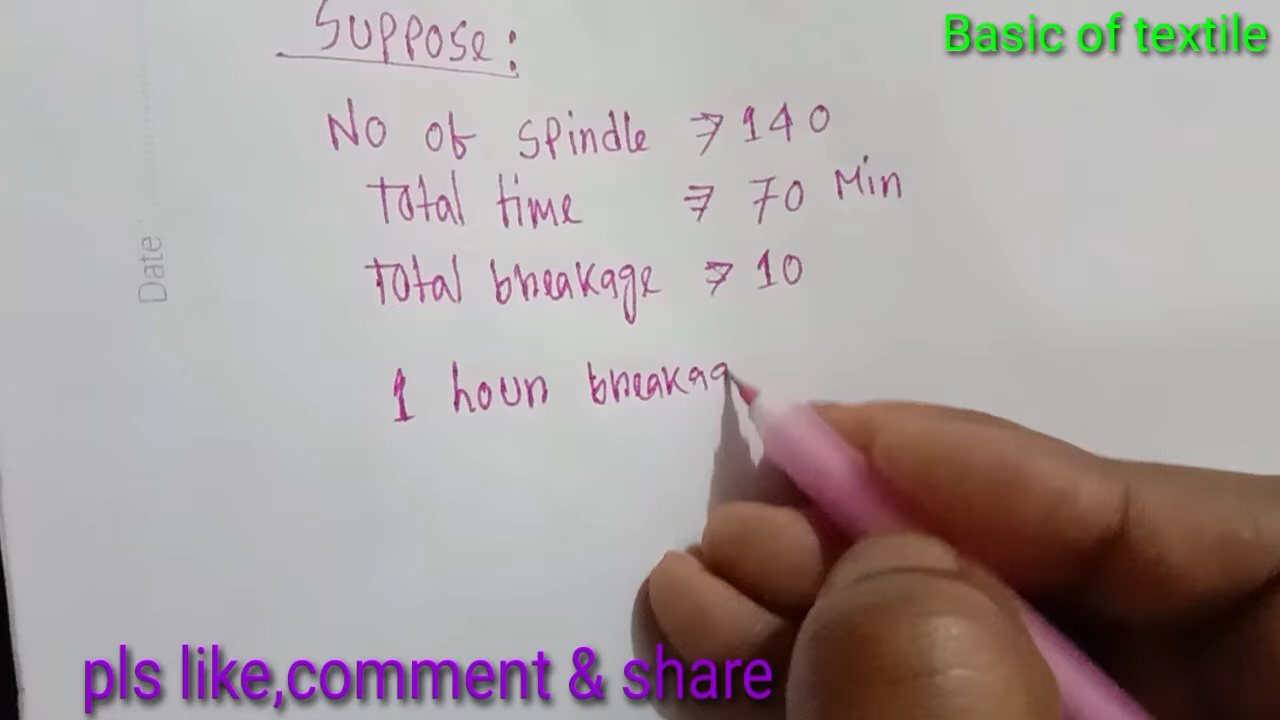 Basic of textile
Suppose:
No of spindle ⇒ 140
Total time ⇒ 70 Min
Total breakage ⇒ 10
1 hour breakag
Date
pls like,comment & share